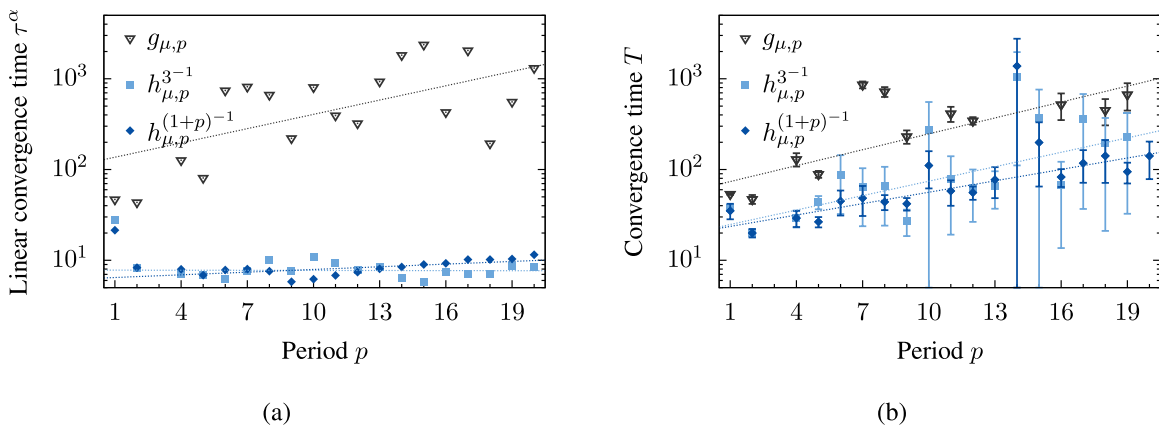 Linear convergence time τ^α
10^3
10^2
10^1
g_{μ,p}
h_{μ,p}^{3^{-1}}
h_{μ,p}^{(1+p)^{-1}}
1 4 7 10 13 16 19
Period p
(a)
Convergence time T
10^3
10^2
10^1
g_{μ,p}
h_{μ,p}^{3^{-1}}
h_{μ,p}^{(1+p)^{-1}}
1 4 7 10 13 16 19
Period p
(b)